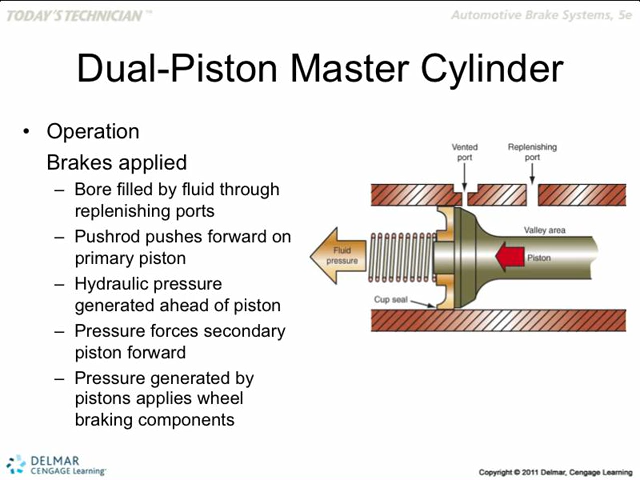 TODAY'S TECHNICIAN™
Automotive Brake Systems, 5e
Dual-Piston Master Cylinder
• Operation
Brakes applied
– Bore filled by fluid through
replenishing ports
– Pushrod pushes forward on
primary piston
– Hydraulic pressure
generated ahead of piston
– Pressure forces secondary
piston forward
– Pressure generated by
pistons applies wheel
braking components
Vented
port
Replenishing
port
Valley area
Fluid
pressure
Piston
Cup seal
DELMAR
CENGAGE Learning™
Copyright © 2011 Delmar, Cengage Learning